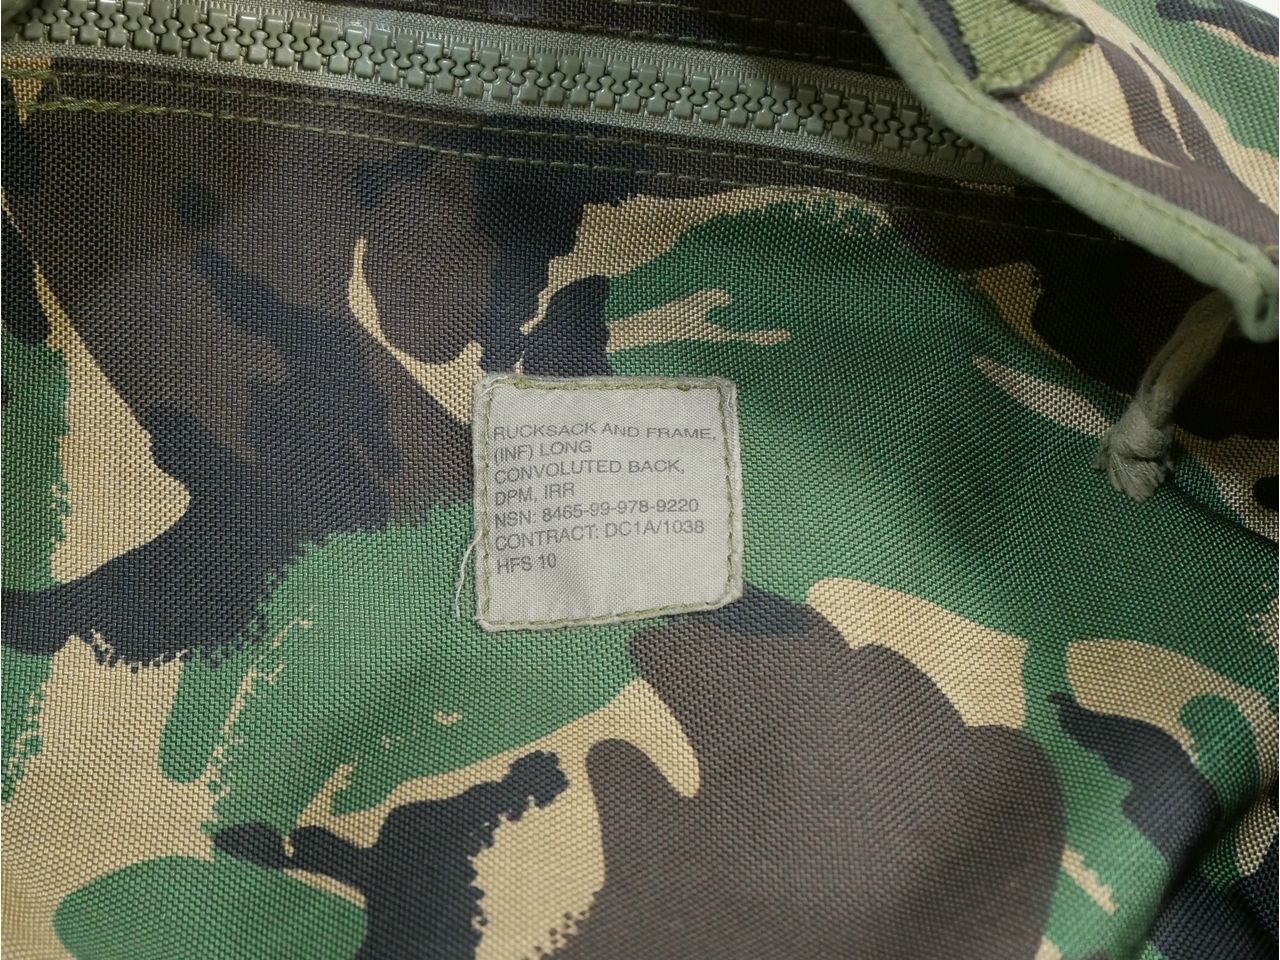 RUCKSACK AND FRAME,
(INF) LONG
CONVOLUTED BACK,
DPM, IRR
NSN: 8465-99-978-9220
CONTRACT: DC1A/1038
HFS 10